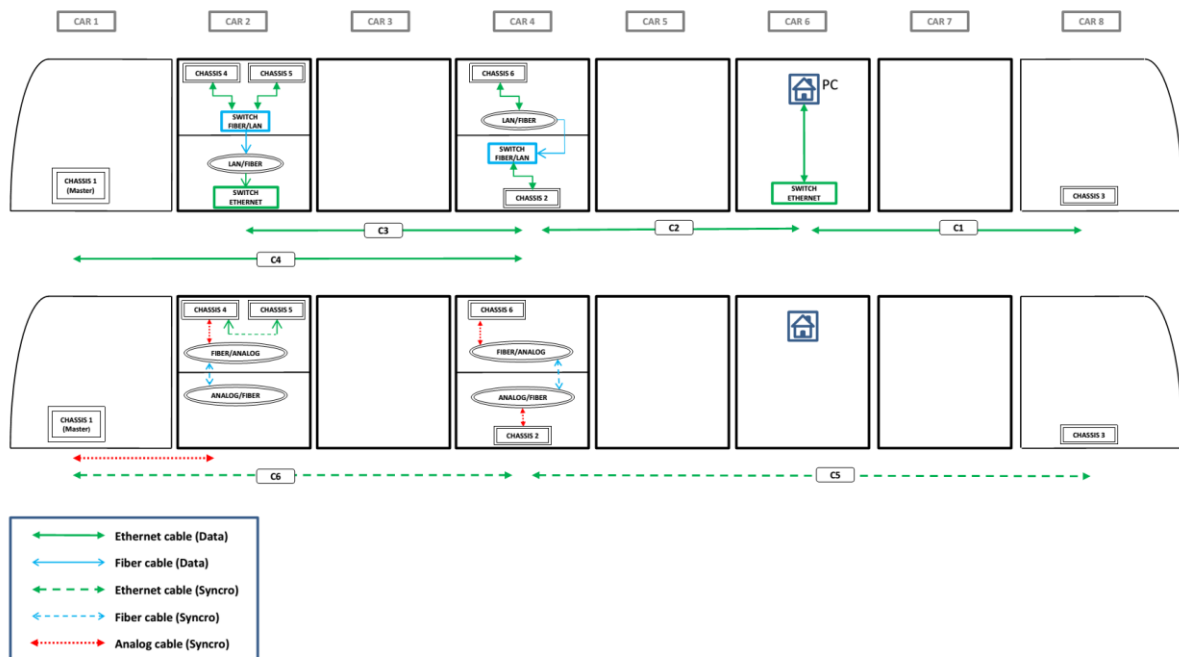 CAR 1
CAR 2
CAR 3
CAR 4
CAR 5
CAR 6
CAR 7
CAR 8
CHASSIS 4
CHASSIS 5
CHASSIS 6
PC
SWITCH
FIBER/LAN
LAN/FIBER
LAN/FIBER
SWITCH
FIBER/LAN
CHASSIS 1
(Master)
SWITCH
ETHERNET
CHASSIS 2
SWITCH
ETHERNET
CHASSIS 3
C3
C2
C1
C4
CHASSIS 4
CHASSIS 5
CHASSIS 6
FIBER/ANALOG
FIBER/ANALOG
ANALOG/FIBER
ANALOG/FIBER
CHASSIS 1
(Master)
CHASSIS 2
CHASSIS 3
C6
C5
Ethernet cable (Data)
Fiber cable (Data)
Ethernet cable (Syncro)
Fiber cable (Syncro)
Analog cable (Syncro)